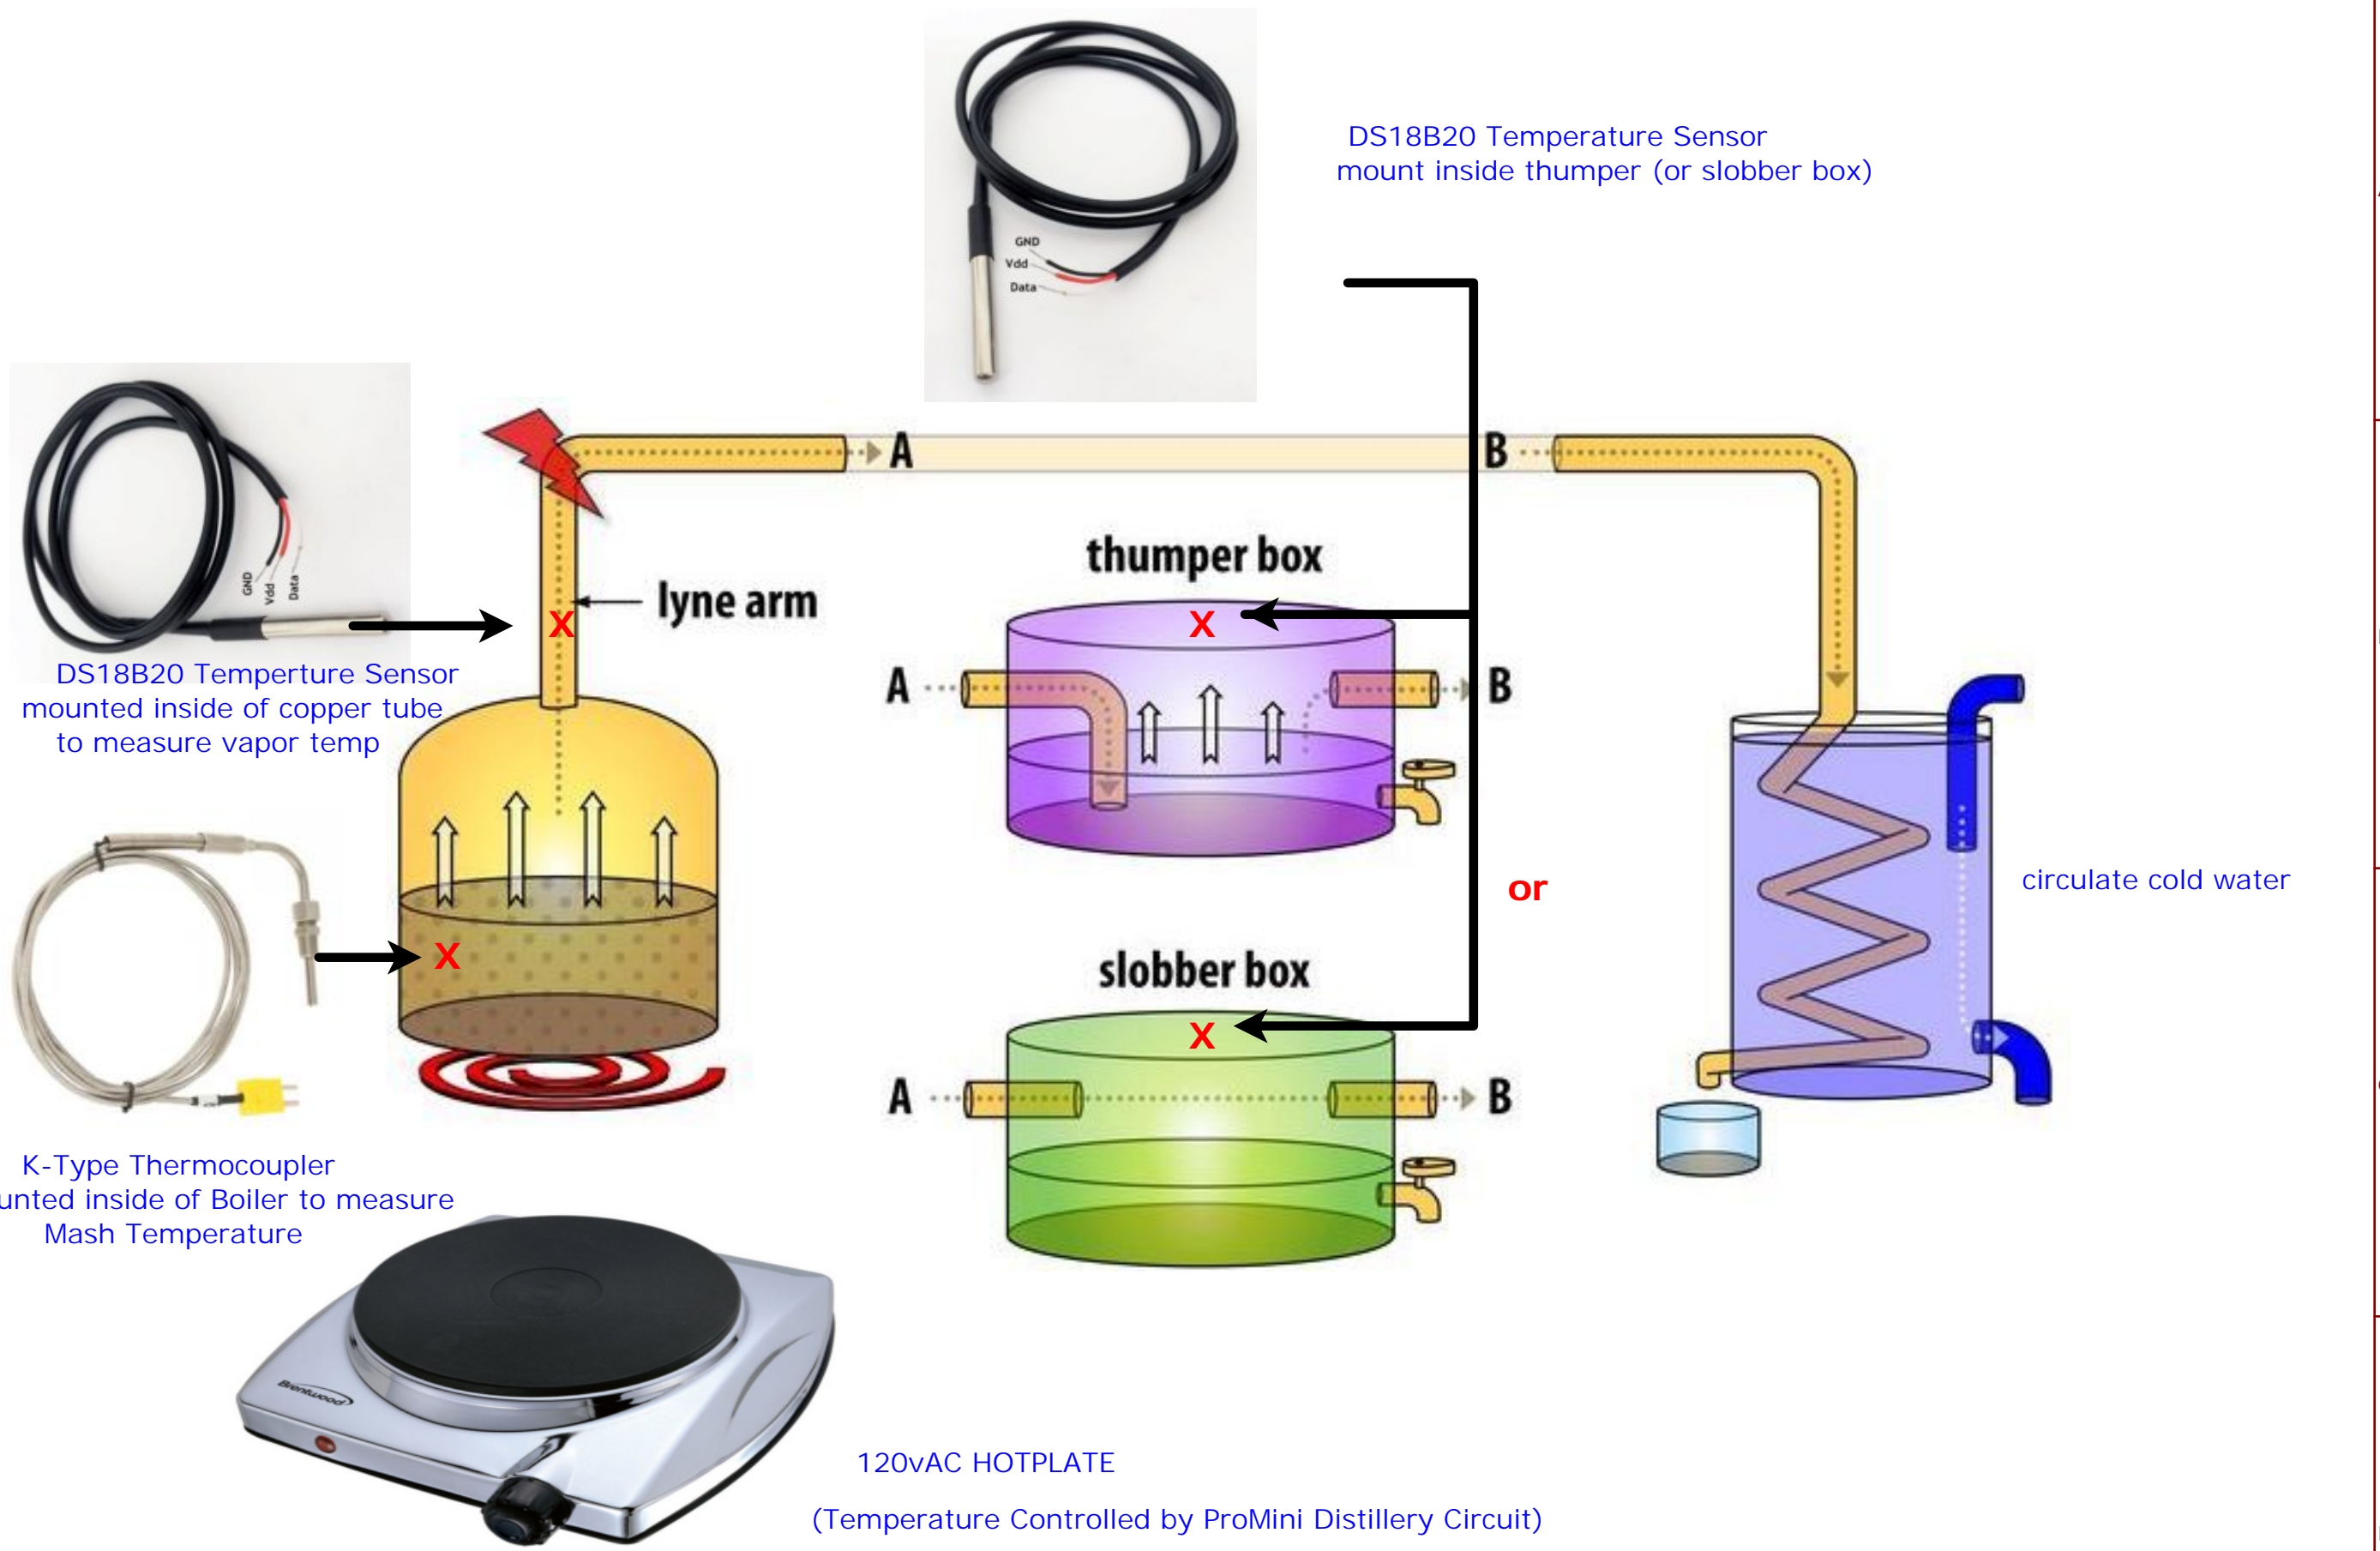 DS18B20 Temperature Sensor
mount inside thumper (or slobber box)
GND
Vdd
Data
A
B
thumper box
lyne arm
X
X
GND
Vdd
Data
DS18B20 Temperture Sensor
mounted inside of copper tube
to measure vapor temp
A
B
circulate cold water
or
X
slobber box
X
A
B
K-Type Thermocoupler
unted inside of Boiler to measure
Mash Temperature
Brentwood
120vAC HOTPLATE
(Temperature Controlled by ProMini Distillery Circuit)